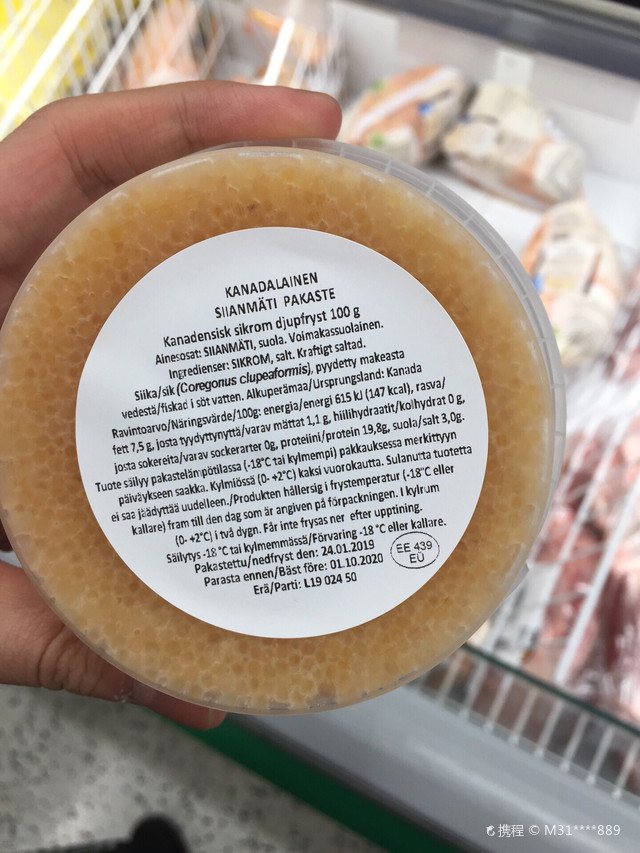 KANADALAINEN
SIIANMÄTI PAKASTE
Kanadensisk sikrom djupfryst 100 g
Ainesosat: SIIANMÄTI, suola. Voimakassuolainen.
Ingredienser: SIKROM, salt. Kraftigt saltad.
Siika/sik (Coregonus clupeaformis), pyydetty makeasta
vedestä/fiskad i söt vatten. Alkuperämaa/Ursprungsland: Kanada
Ravintoarvo/Näringsvärde/100g: energia/energi 615 kJ (147 kcal), rasva/
fett 7,5 g, josta tyydyttynyttä/varav mättat 1,1 g, hiilihydraatit/kolhydrat 0 g,
josta sokereita/varav sockerarter 0g, proteiini/protein 19,8g, suola/salt 3,0g.
Tuote säilyy pakastelämpötilassa (-18°C tai kylmempi) pakkauksessa merkittyyn
päiväykseen saakka. Kylmiössä (0- +2°C) kaksi vuorokautta. Sulanutta tuotetta
ei saa jäädyttää uudelleen./Produkten hållersig i frystemperatur (-18°C eller
kallare) fram till den dag som är angiven på förpackningen. I kylrum
(0- +2°C) i två dygn. Får inte frysas ner efter upptining.
Säilytys -18 °C tai kylmemmässä/Förvaring -18 °C eller kallare.
Pakastettu/nedfryst den: 24.01.2019
Parasta ennen/Bäst före: 01.10.2020
Erä/Parti: L19 024 50
EE 439
EÜ
携程 © M31****889